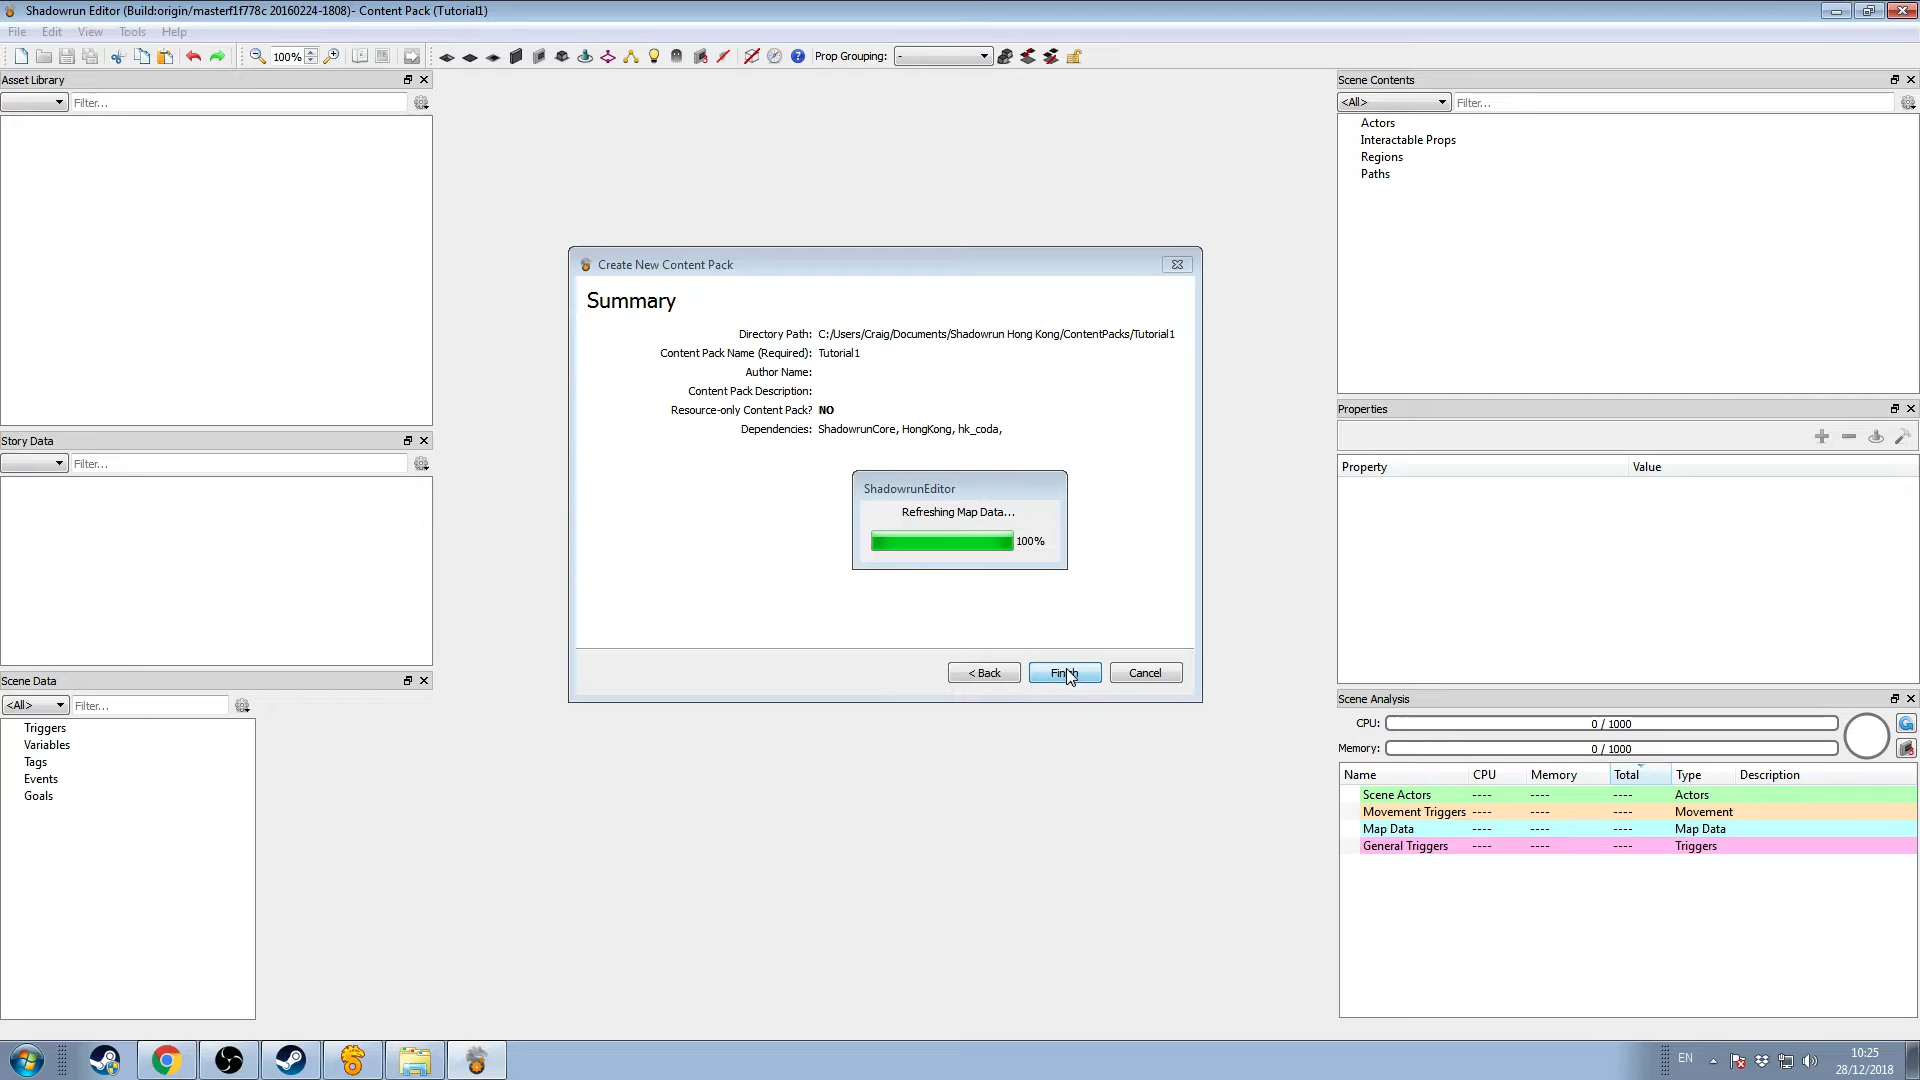 Shadowrun Editor (Build:origin/masterf1f778c 20160224-1808)- Content Pack (Tutorial1)
File Edit View Tools Help
100% Prop Grouping: -
Asset Library
Filter...
Story Data
Filter...
Scene Data
<All> Filter...
Triggers
Variables
Tags
Events
Goals
Create New Content Pack
Summary
Directory Path: C:/Users/Craig/Documents/Shadowrun Hong Kong/ContentPacks/Tutorial1
Content Pack Name (Required): Tutorial1
Author Name:
Content Pack Description:
Resource-only Content Pack? NO
Dependencies: ShadowrunCore, HongKong, hk_coda,
ShadowrunEditor
Refreshing Map Data...
100%
< Back Finish Cancel
Scene Contents
<All> Filter...
Actors
Interactable Props
Regions
Paths
Properties
Property Value
Scene Analysis
CPU: 0 / 1000
Memory: 0 / 1000
Name CPU Memory Total Type Description
Scene Actors ---- ---- ---- Actors
Movement Triggers ---- ---- ---- Movement
Map Data ---- ---- ---- Map Data
General Triggers ---- ---- ---- Triggers
EN
10:25
28/12/2018